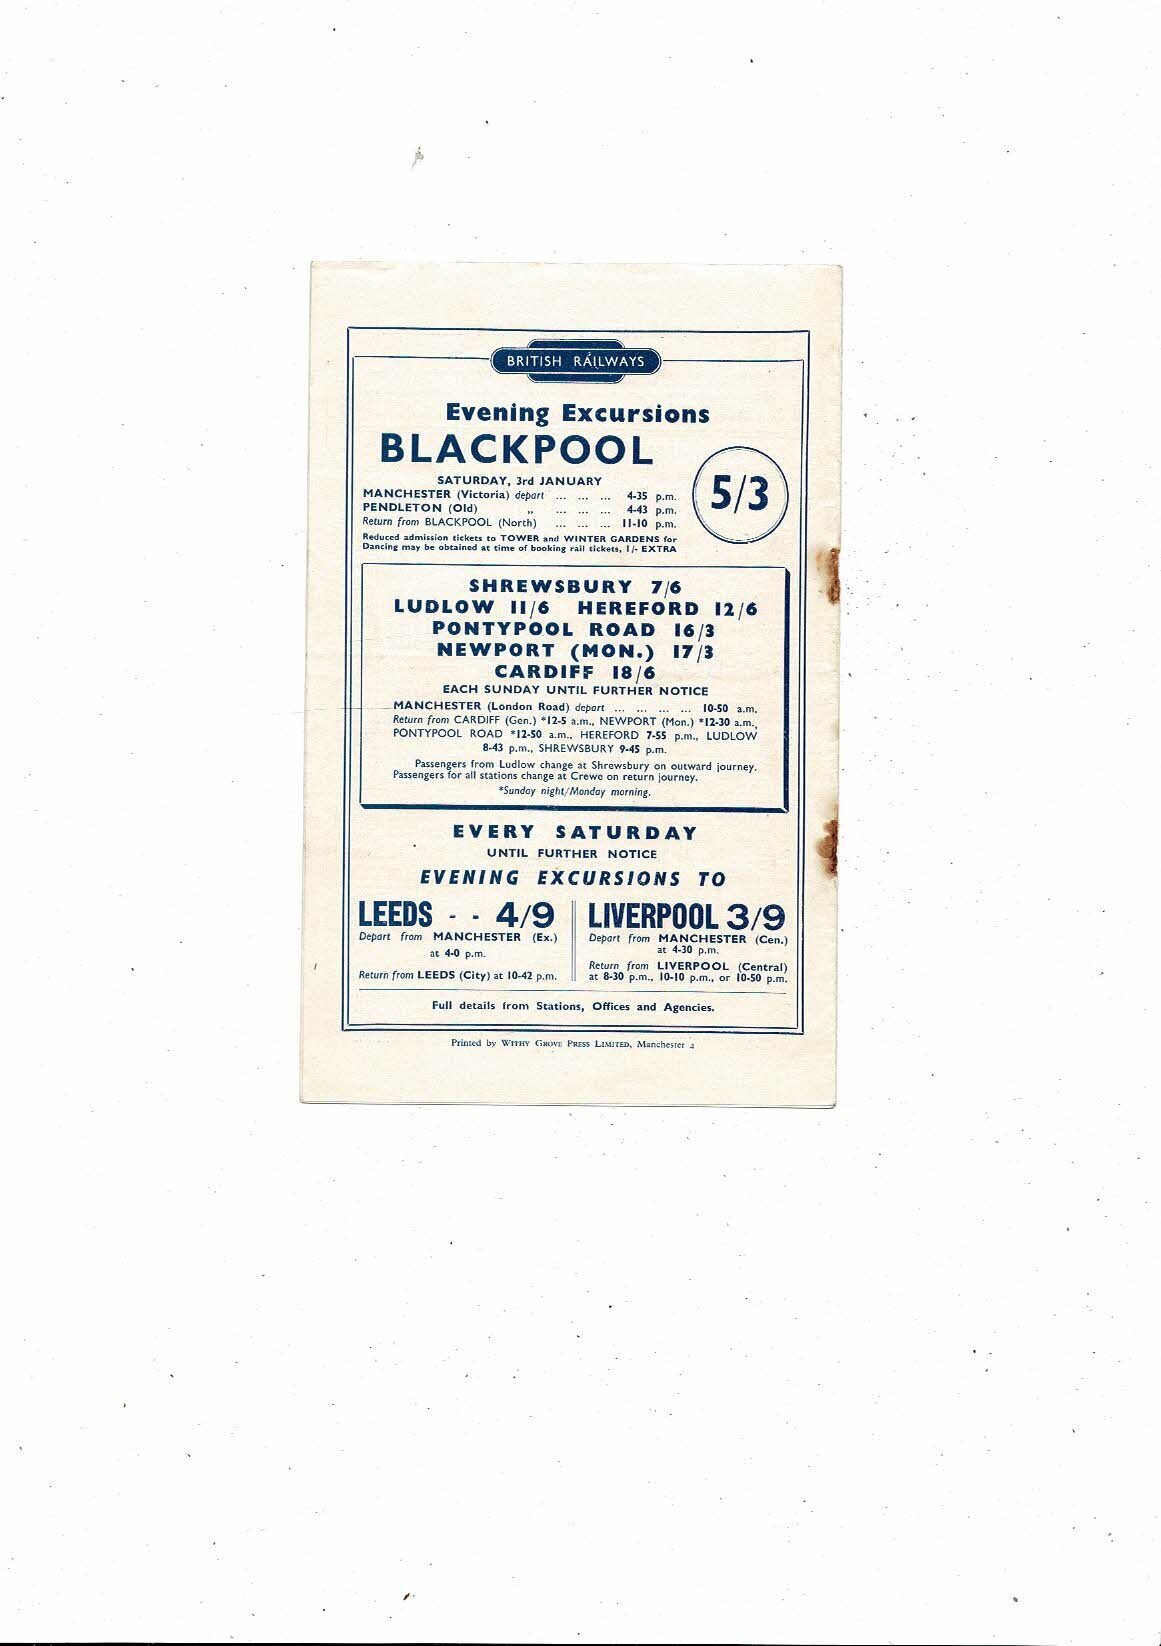 BRITISH RAILWAYS
Evening Excursions
BLACKPOOL
5/3
SATURDAY, 3rd JANUARY
MANCHESTER (Victoria) depart ... ... ... 4-35 p.m.
PENDLETON (Old) „ ... ... ... 4-43 p.m.
Return from BLACKPOOL (North) ... ... ... 11-10 p.m.
Reduced admission tickets to TOWER and WINTER GARDENS for
Dancing may be obtained at time of booking rail tickets, 1/- EXTRA
SHREWSBURY 7/6
LUDLOW 11/6 HEREFORD 12/6
PONTYPOOL ROAD 16/3
NEWPORT (MON.) 17/3
CARDIFF 18/6
EACH SUNDAY UNTIL FURTHER NOTICE
MANCHESTER (London Road) depart ... ... ... ... 10-50 a.m.
Return from CARDIFF (Gen.) *12-5 a.m., NEWPORT (Mon.) *12-30 a.m.,
PONTYPOOL ROAD *12-50 a.m., HEREFORD 7-55 p.m., LUDLOW
8-43 p.m., SHREWSBURY 9-45 p.m.
Passengers from Ludlow change at Shrewsbury on outward journey.
Passengers for all stations change at Crewe on return journey.
*Sunday night/Monday morning.
EVERY SATURDAY
UNTIL FURTHER NOTICE
EVENING EXCURSIONS TO
LEEDS - - 4/9
Depart from MANCHESTER (Ex.)
at 4-0 p.m.
Return from LEEDS (City) at 10-42 p.m.
LIVERPOOL 3/9
Depart from MANCHESTER (Cen.)
at 4-30 p.m.
Return from LIVERPOOL (Central)
at 8-30 p.m., 10-10 p.m., or 10-50 p.m.
Full details from Stations, Offices and Agencies.
Printed by WITHY GROVE PRESS LIMITED, Manchester 4